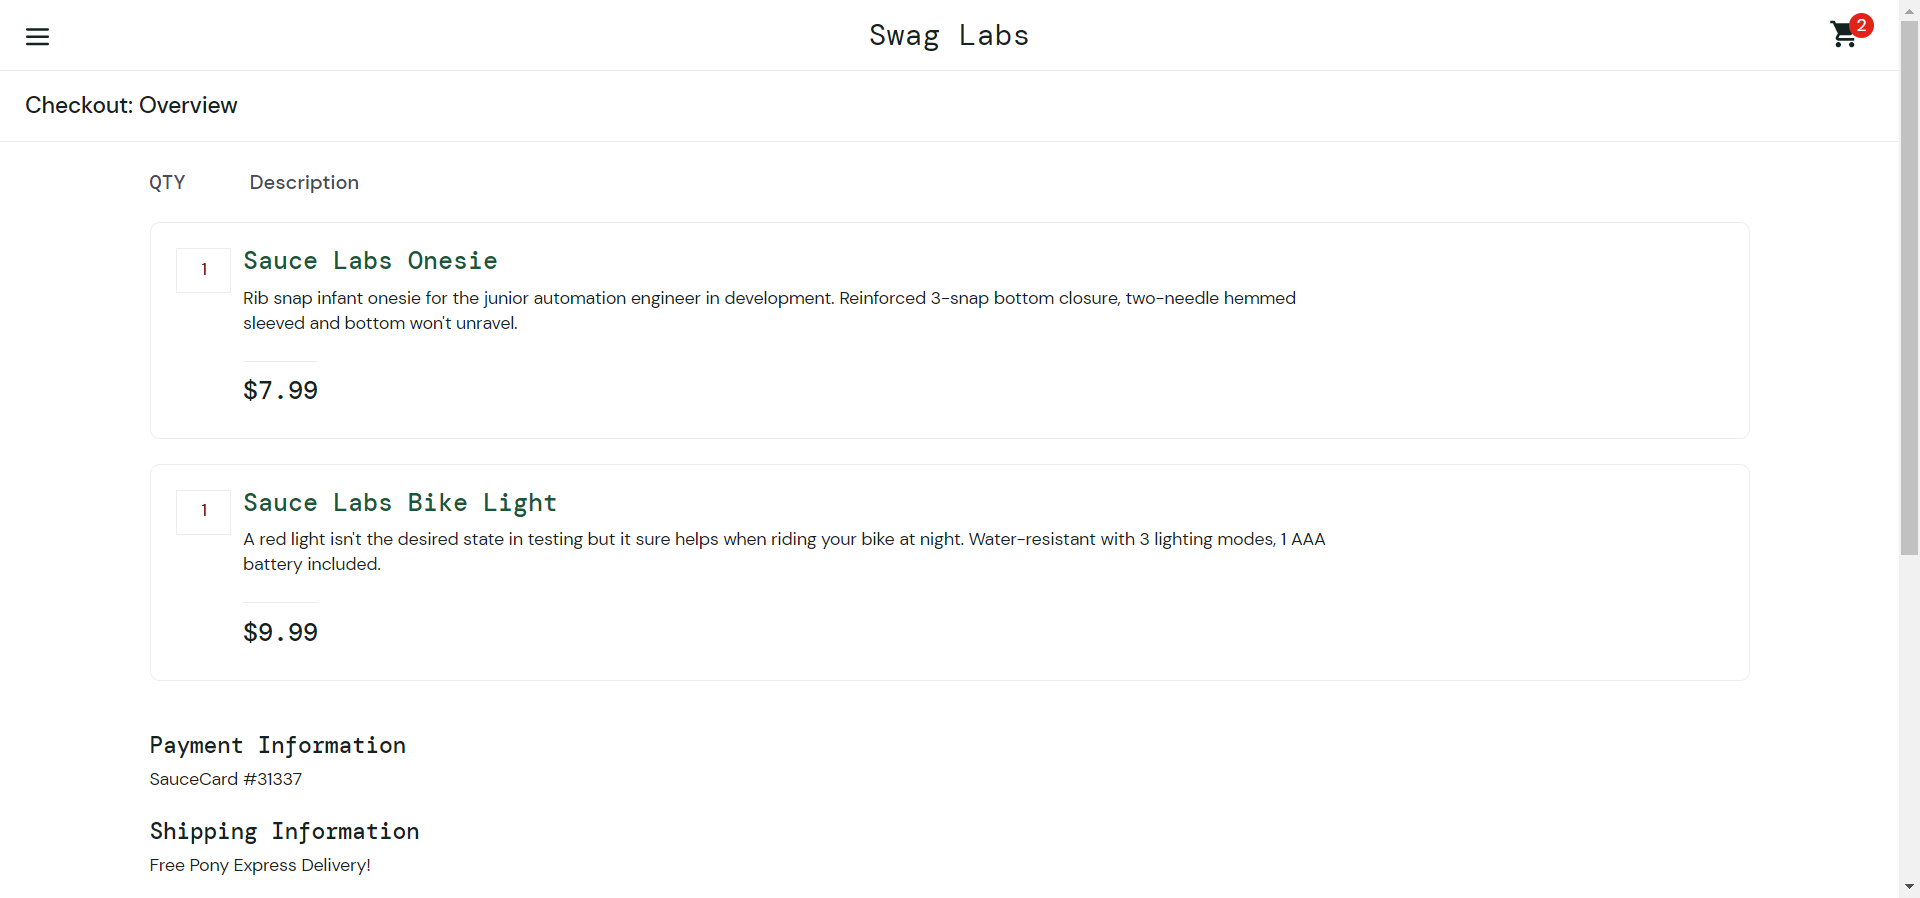 Swag Labs
2
Checkout: Overview
QTY Description
1
Sauce Labs Onesie
Rib snap infant onesie for the junior automation engineer in development. Reinforced 3-snap bottom closure, two-needle hemmed
sleeved and bottom won't unravel.
$7.99
1
Sauce Labs Bike Light
A red light isn't the desired state in testing but it sure helps when riding your bike at night. Water-resistant with 3 lighting modes, 1 AAA
battery included.
$9.99
Payment Information
SauceCard #31337
Shipping Information
Free Pony Express Delivery!